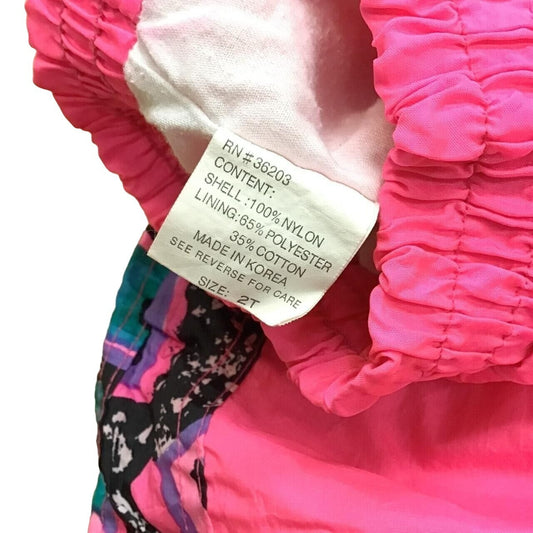 RN#36203
CONTENT:
SHELL :100% NYLON
LINING:65% POLYESTER
35% COTTON
MADE IN KOREA
SEE REVERSE FOR CARE
SIZE: 2T